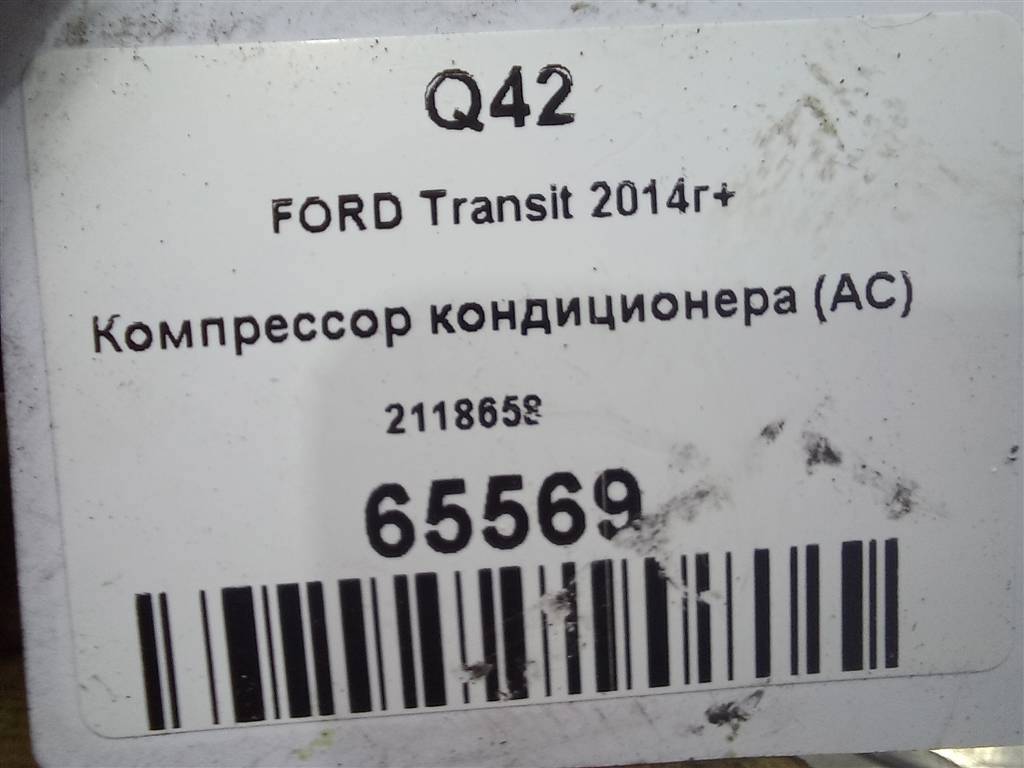 Q42
FORD Transit 2014г+
Компрессор кондиционера (AC)
2118658
65569